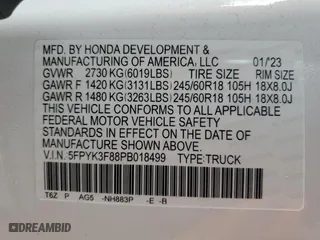 MFD. BY HONDA DEVELOPMENT &
MANUFACTURING OF AMERICA, LLC 01/23
GVWR 2730 KG(6019LBS) TIRE SIZE RIM SIZE
GAWR F 1420 KG(3131LBS) 245/60R18 105H 18X8.0J
GAWR R 1480 KG(3263LBS) 245/60R18 105H 18X8.0J
THIS VEHICLE CONFORMS TO ALL APPLICABLE
FEDERAL MOTOR VEHICLE SAFETY STANDARDS
IN EFFECT ON THE DATE OF MANUFACTURE
SHOWN ABOVE.
V.I.N. 5FPYK3F88PB018499 TYPE:TRUCK
T6Z P AG5 -NH883P -E -B
© AUTOBIDCAR